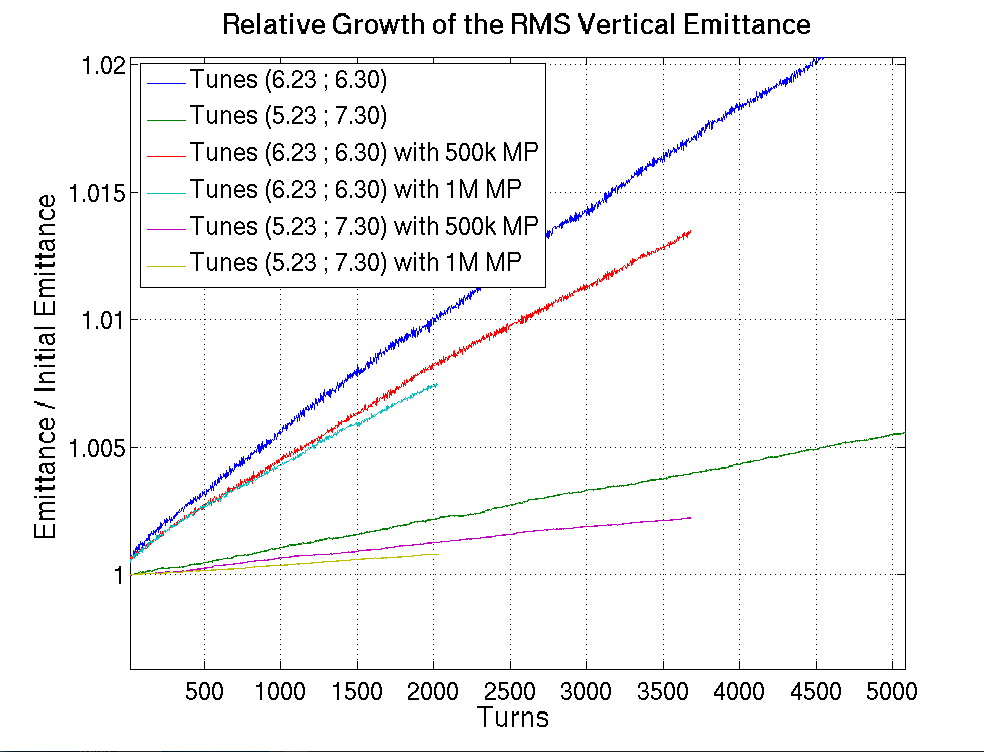 Relative Growth of the RMS Vertical Emittance
1.02
1.015
1.01
1.005
1
Emittance / Initial Emittance
Tunes (6.23 ; 6.30)
Tunes (5.23 ; 7.30)
Tunes (6.23 ; 6.30) with 500k MP
Tunes (6.23 ; 6.30) with 1M MP
Tunes (5.23 ; 7.30) with 500k MP
Tunes (5.23 ; 7.30) with 1M MP
500 1000 1500 2000 2500 3000 3500 4000 4500 5000
Turns